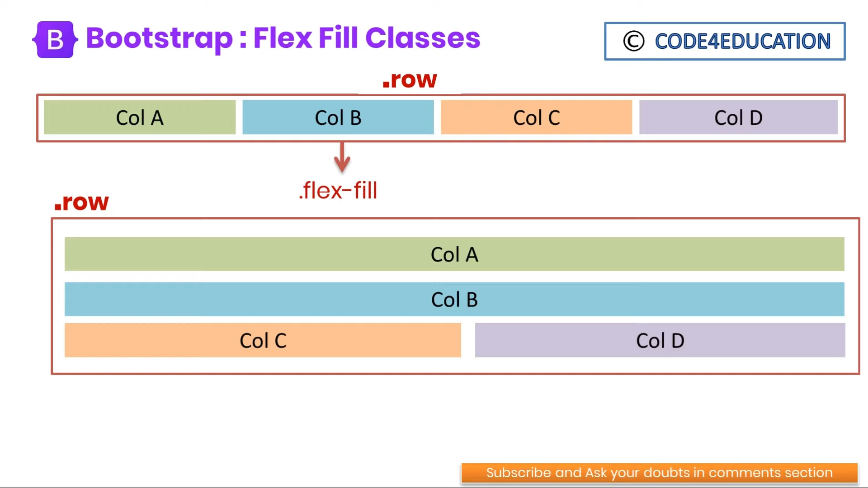 B Bootstrap : Flex Fill Classes
© CODE4EDUCATION
.row
Col A Col B Col C Col D
.flex-fill
.row
Col A
Col B
Col C Col D
Subscribe and Ask your doubts in comments section